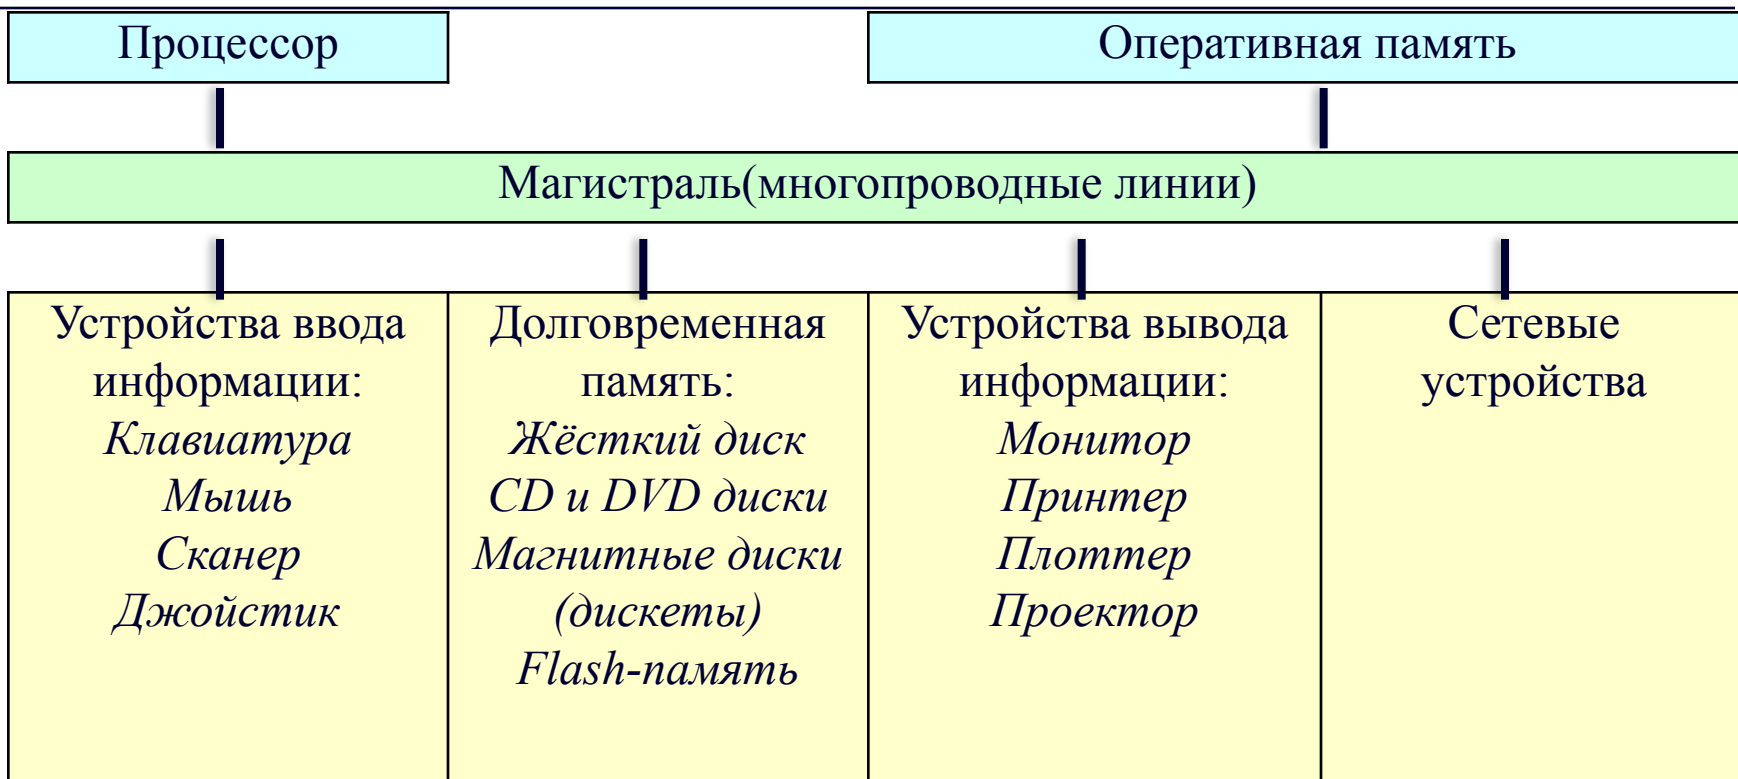 Процессор
Оперативная память
Магистраль(многопроводные линии)
Устройства ввода
информации:
Клавиатура
Мышь
Сканер
Джойстик
Долговременная
память:
Жёсткий диск
CD и DVD диски
Магнитные диски
(дискеты)
Flash-память
Устройства вывода
информации:
Монитор
Принтер
Плоттер
Проектор
Сетевые
устройства